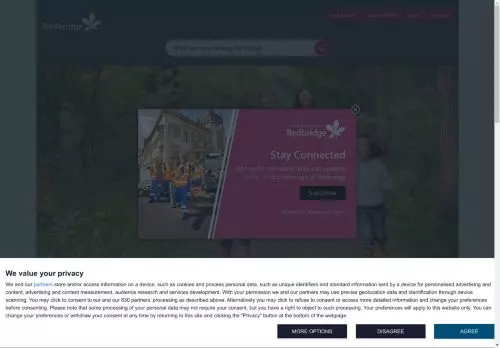 Redbridge
Redbridge
Stay Connected
Subscribe
We value your privacy
We and our partners store and/or access information on a device, such as cookies and process personal data, such as unique identifiers and standard information sent by a device for personalised advertising and
content, advertising and content measurement, audience research and services development. With your permission we and our partners may use precise geolocation data and identification through device
scanning. You may click to consent to our and our 830 partners' processing as described above. Alternatively you may click to refuse to consent or access more detailed information and change your preferences
before consenting. Please note that some processing of your personal data may not require your consent, but you have a right to object to such processing. Your preferences will apply to this website only. You can
change your preferences or withdraw your consent at any time by returning to this site and clicking the "Privacy" button at the bottom of the webpage.
MORE OPTIONS
DISAGREE
AGREE